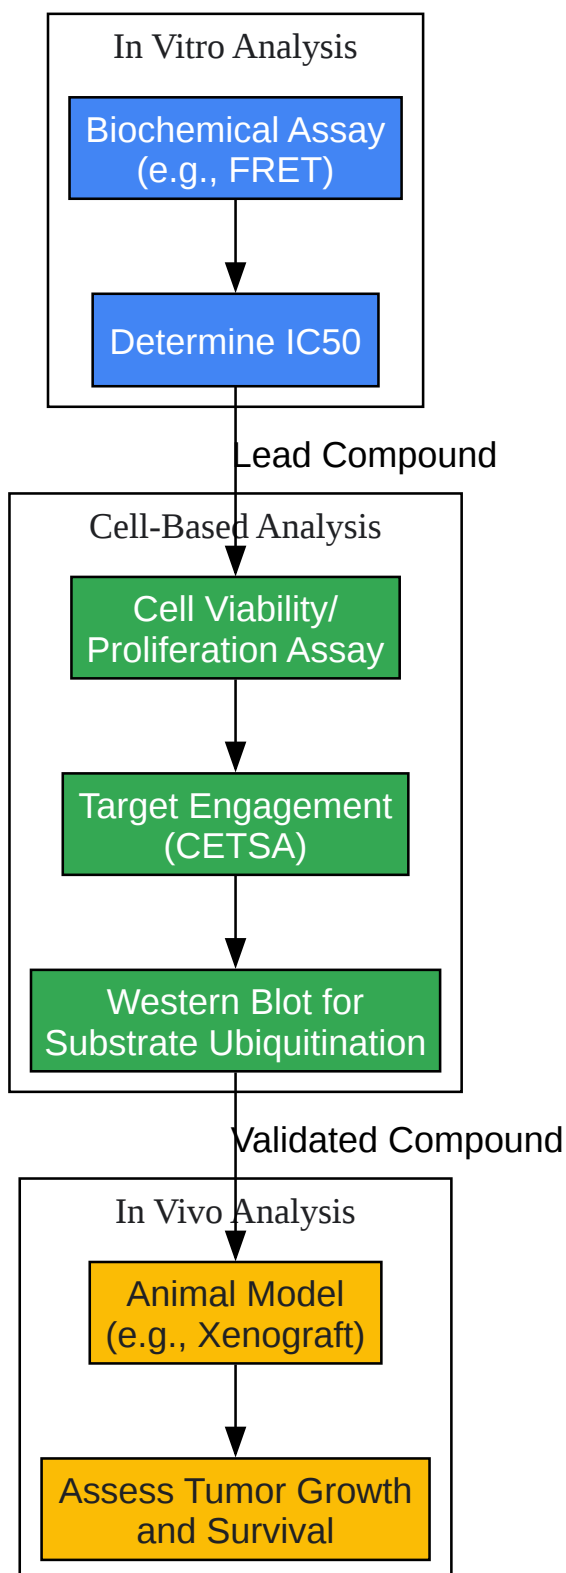 In Vitro Analysis
Biochemical Assay
(e.g., FRET)
Determine IC50
Lead Compound
Cell-Based Analysis
Cell Viability/
Proliferation Assay
Target Engagement
(CETSA)
Western Blot for
Substrate Ubiquitination
Validated Compound
In Vivo Analysis
Animal Model
(e.g., Xenograft)
Assess Tumor Growth
and Survival